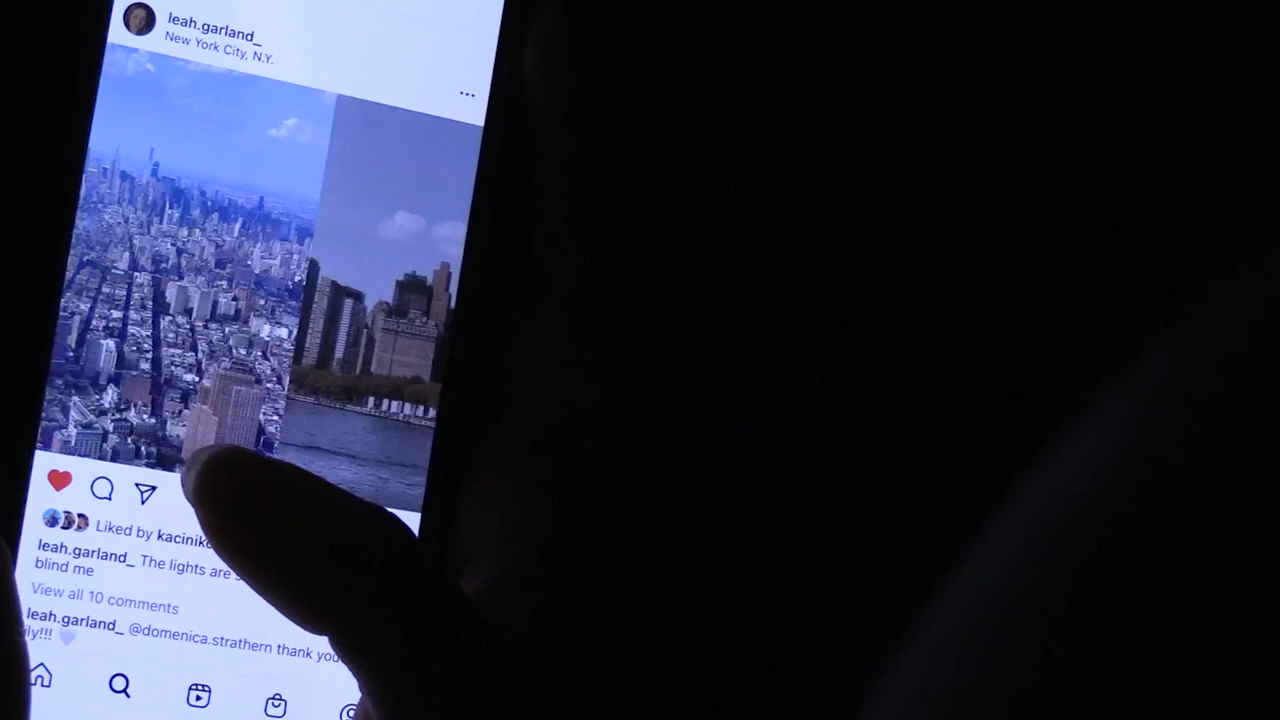 leah.garland_
New York City, N.Y.
Liked by kacinik
leah.garland_ The lights are
blind me
View all 10 comments
leah.garland_ @domenica.strathern thank you
ily!!! 🤍